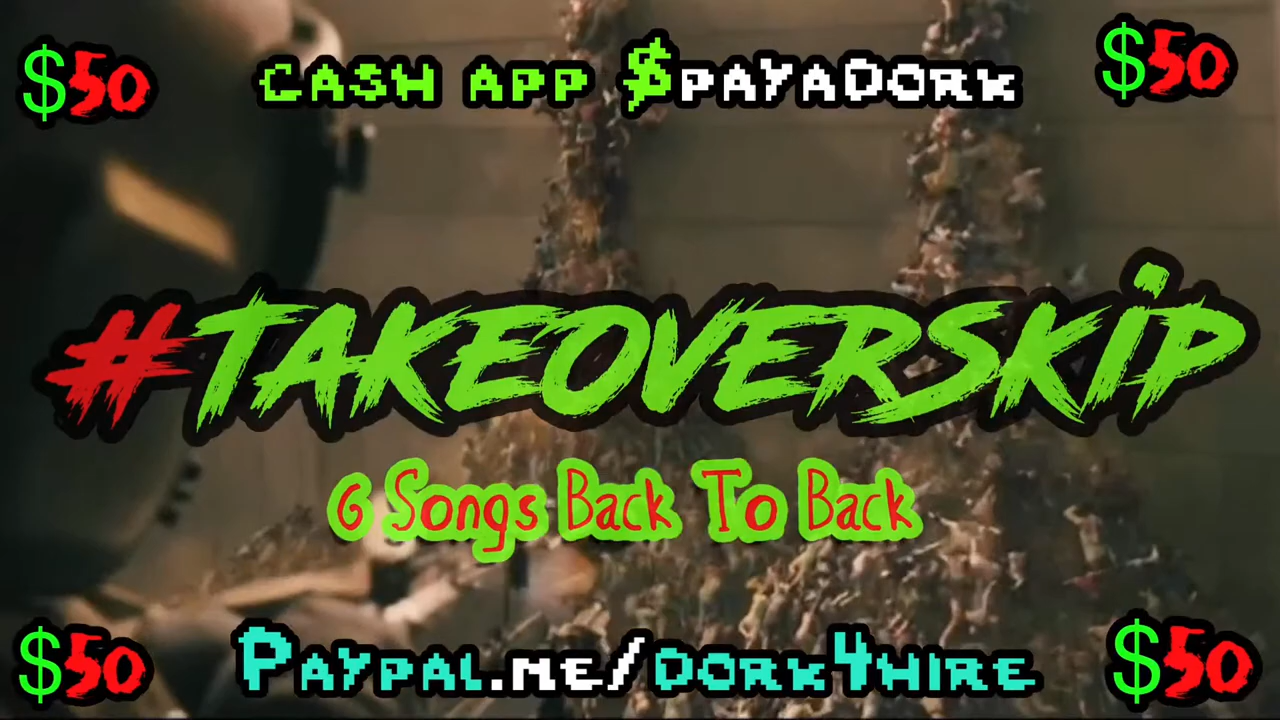 $50 CASH APP $PAYADORK $50
#TAKEOVERSKIP
6 Songs Back To Back
$50 PAYPAL.ME/DORK4HIRE $50